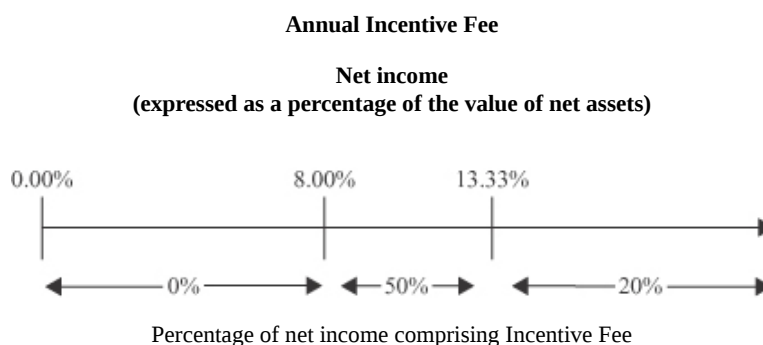 Annual Incentive Fee
Net income
(expressed as a percentage of the value of net assets)
0.00% 8.00% 13.33%
0% 50% 20%
Percentage of net income comprising Incentive Fee